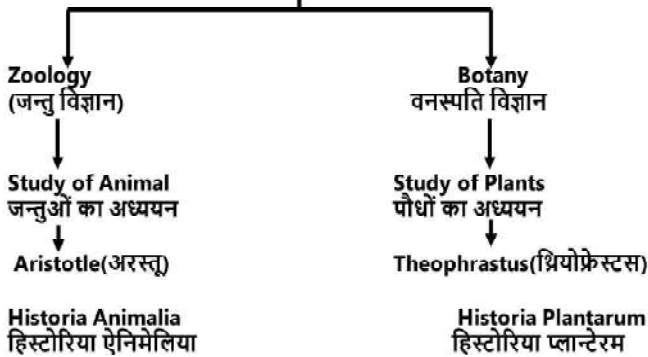 Zoology
(जन्तु विज्ञान)
Study of Animal
जन्तुओं का अध्ययन
Aristotle(अरस्तू)
Historia Animalia
हिस्टोरिया ऐनिमेलिया
Botany
वनस्पति विज्ञान
Study of Plants
पौधों का अध्ययन
Theophrastus(थ्रियोफ्रेस्टस)
Historia Plantarum
हिस्टोरिया प्लान्टेरम